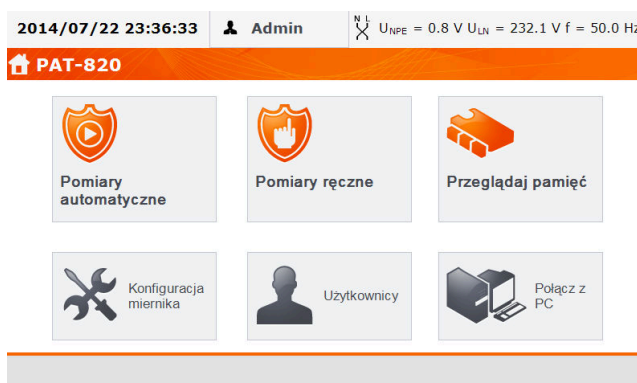 2014/07/22 23:36:33 Admin N L UNPE = 0.8 V ULN = 232.1 V f = 50.0 Hz
PAT-820
Pomiary
automatyczne
Pomiary ręczne
Przeglądaj pamięć
Konfiguracja
miernika
Użytkownicy
Połącz z
PC